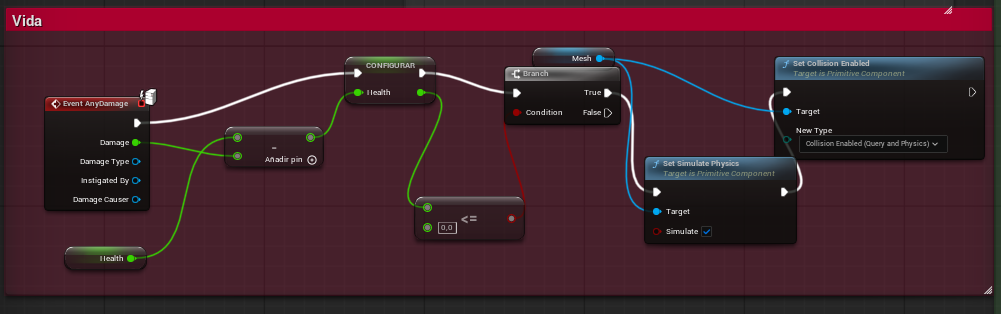 Vida
Event AnyDamage
Damage
Damage Type
Instigated By
Damage Causer
Health
-
Añadir pin
CONFIGURAR
Health
0,0
<=
Mesh
Branch
True
Condition
False
Set Simulate Physics
Target is Primitive Component
Target
Simulate
Set Collision Enabled
Target is Primitive Component
Target
New Type
Collision Enabled (Query and Physics)